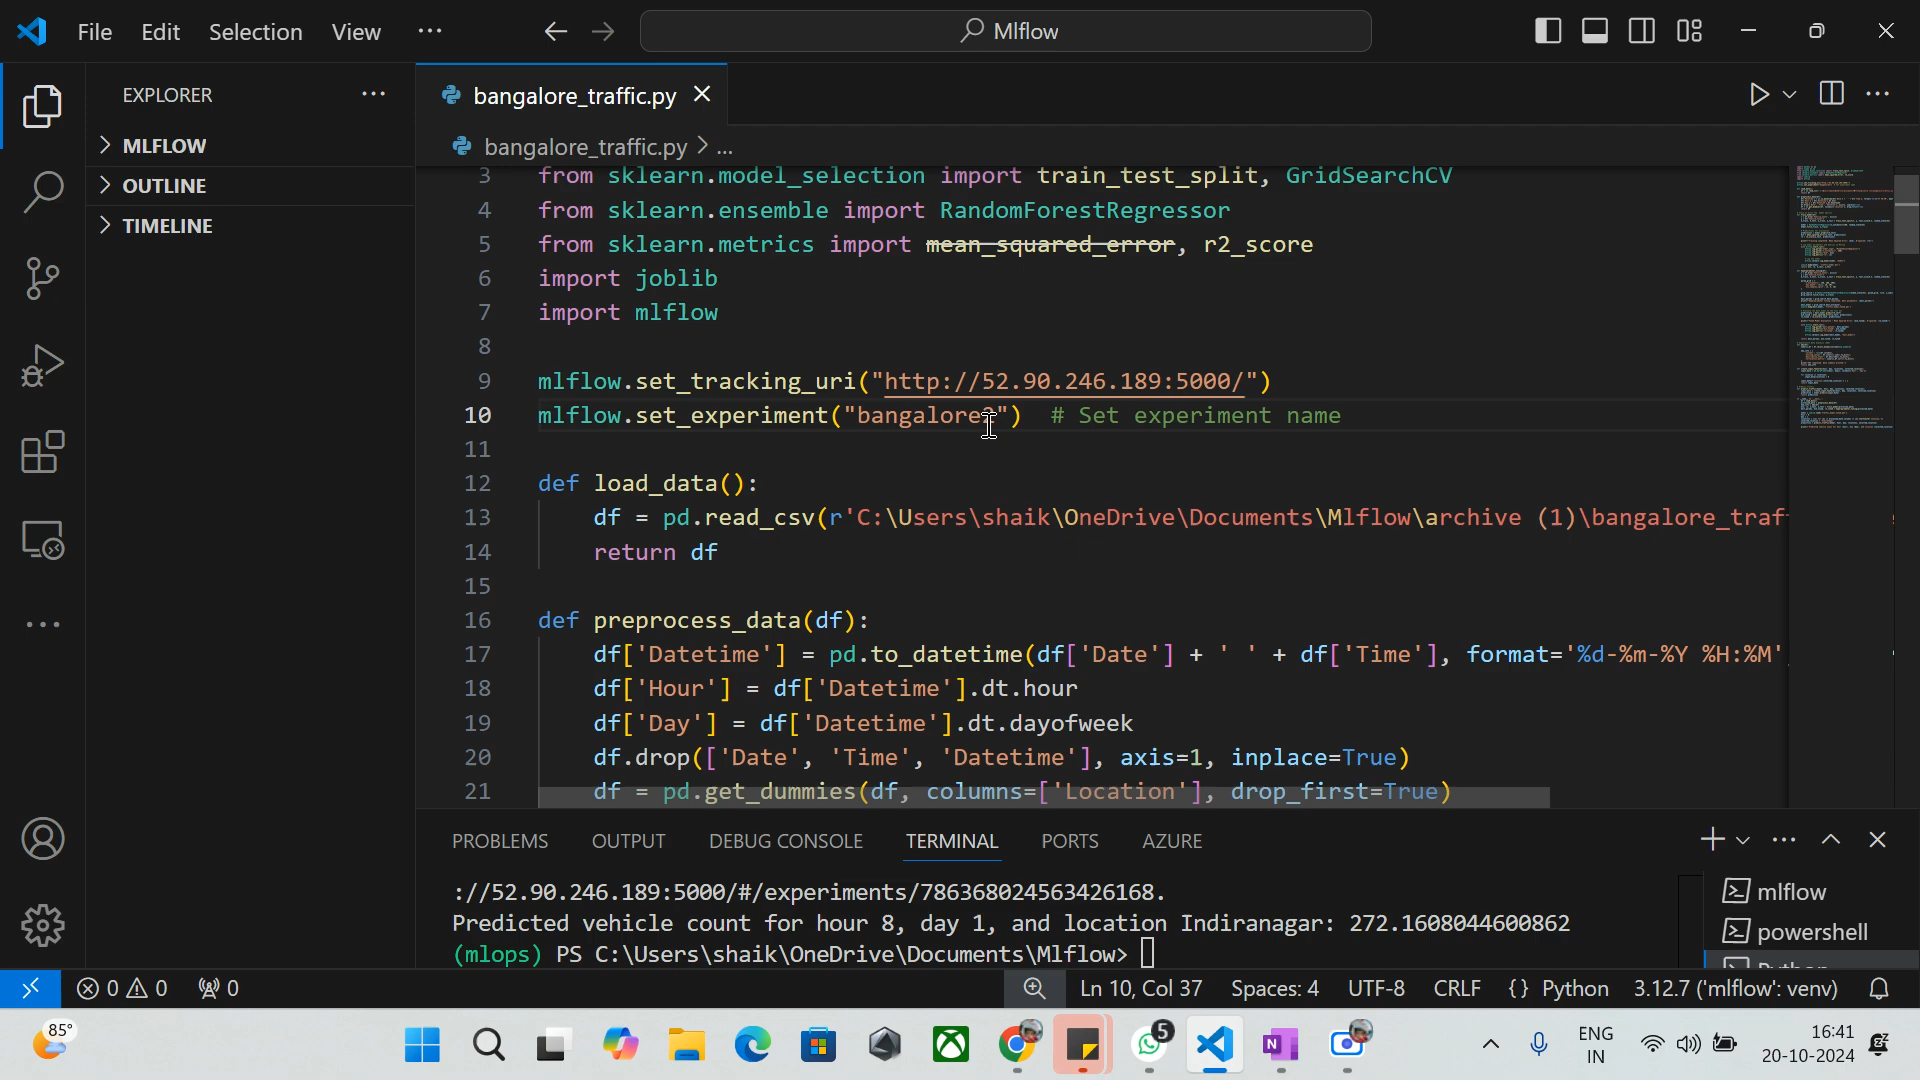 File Edit Selection View ··· Mlflow
EXPLORER ···
MLFLOW
OUTLINE
TIMELINE
bangalore_traffic.py
bangalore_traffic.py > ...
3 from sklearn.model_selection import train_test_split, GridSearchCV
4 from sklearn.ensemble import RandomForestRegressor
5 from sklearn.metrics import mean_squared_error, r2_score
6 import joblib
7 import mlflow
8
9 mlflow.set_tracking_uri("http://52.90.246.189:5000/")
10 mlflow.set_experiment("bangalore2") # Set experiment name
11
12 def load_data():
13 df = pd.read_csv(r'C:\Users\shaik\OneDrive\Documents\Mlflow\archive (1)\bangalore_traf
14 return df
15
16 def preprocess_data(df):
17 df['Datetime'] = pd.to_datetime(df['Date'] + ' ' + df['Time'], format='%d-%m-%Y %H:%M'
18 df['Hour'] = df['Datetime'].dt.hour
19 df['Day'] = df['Datetime'].dt.dayofweek
20 df.drop(['Date', 'Time', 'Datetime'], axis=1, inplace=True)
21 df = pd.get_dummies(df, columns=['Location'], drop_first=True)
PROBLEMS OUTPUT DEBUG CONSOLE TERMINAL PORTS AZURE
://52.90.246.189:5000/#/experiments/786368024563426168.
Predicted vehicle count for hour 8, day 1, and location Indiranagar: 272.1608044600862
(mlops) PS C:\Users\shaik\OneDrive\Documents\Mlflow>
mlflow
powershell
Python
0 0 0 Ln 10, Col 37 Spaces: 4 UTF-8 CRLF {} Python 3.12.7 ('mlflow': venv)
85° 5 ENG IN 16:41 20-10-2024